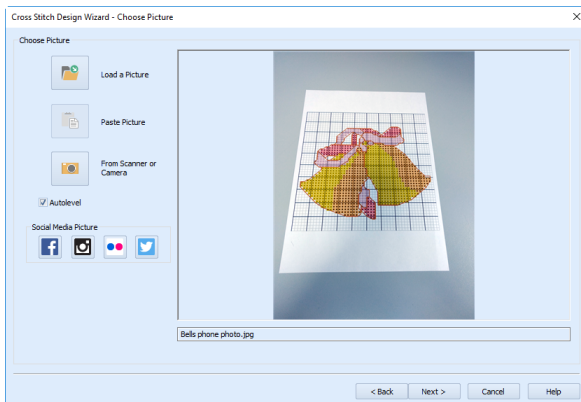 Cross Stitch Design Wizard - Choose Picture
Choose Picture
Load a Picture
Paste Picture
From Scanner or
Camera
Autolevel
Social Media Picture
Bells phone photo.jpg
< Back
Next >
Cancel
Help